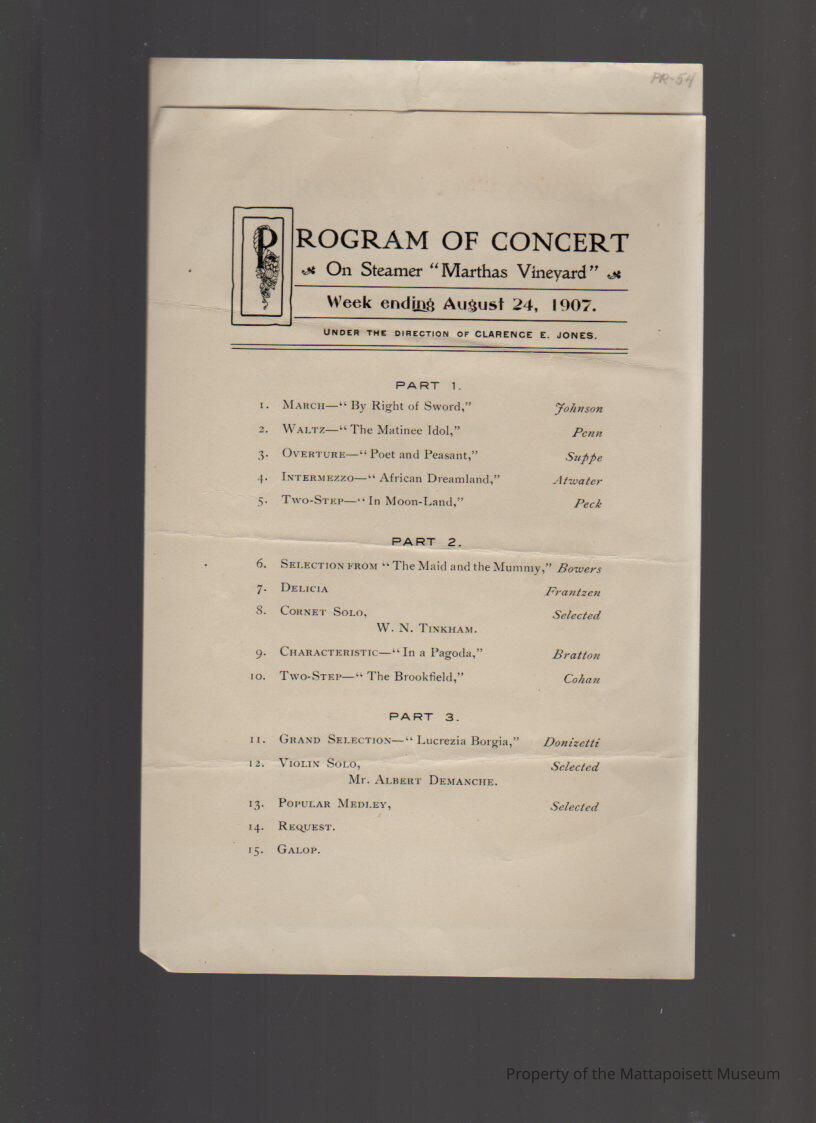 PR-54
PROGRAM OF CONCERT
On Steamer "Marthas Vineyard"
Week ending August 24, 1907.
UNDER THE DIRECTION OF CLARENCE E. JONES.
PART 1.
1. MARCH—"By Right of Sword," Johnson
2. WALTZ—"The Matinee Idol," Penn
3. OVERTURE—"Poet and Peasant," Suppe
4. INTERMEZZO—"African Dreamland," Atwater
5. TWO-STEP—"In Moon-Land," Peck
PART 2.
6. SELECTION FROM "The Maid and the Mummy," Bowers
7. DELICIA Frantzen
8. CORNET SOLO, Selected
W. N. TINKHAM.
9. CHARACTERISTIC—"In a Pagoda," Bratton
10. TWO-STEP—"The Brookfield," Cohan
PART 3.
11. GRAND SELECTION—"Lucrezia Borgia," Donizetti
12. VIOLIN SOLO, Selected
MR. ALBERT DEMANCHE.
13. POPULAR MEDLEY, Selected
14. REQUEST.
15. GALOP.
Property of the Mattapoisett Museum